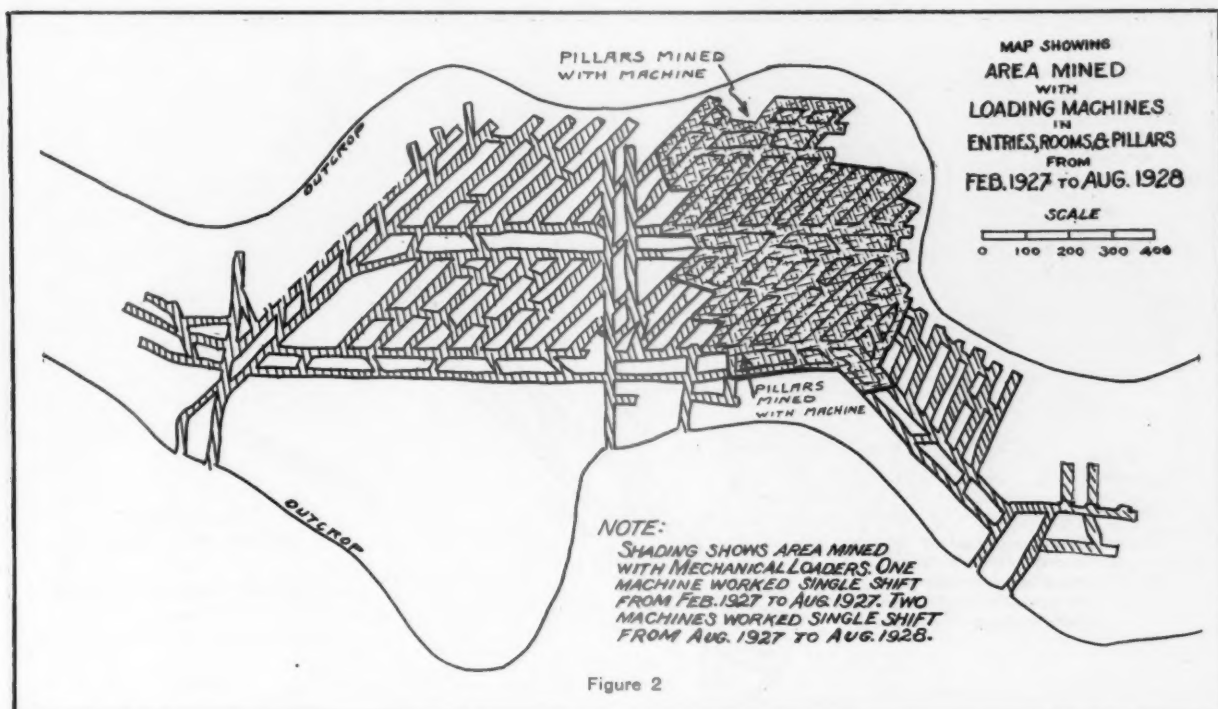 PILLARS MINED
WITH MACHINE
MAP SHOWING
AREA MINED
WITH
LOADING MACHINES
IN
ENTRIES, ROOMS, & PILLARS
FROM
FEB. 1927 TO AUG. 1928
SCALE
0 100 200 300 400
OUTCROP
PILLARS
MINED
WITH MACHINE
OUTCROP
NOTE:
SHADING SHOWS AREA MINED
WITH MECHANICAL LOADERS. ONE
MACHINE WORKED SINGLE SHIFT
FROM FEB. 1927 TO AUG. 1927. TWO
MACHINES WORKED SINGLE SHIFT
FROM AUG. 1927 TO AUG. 1928.
Figure 2